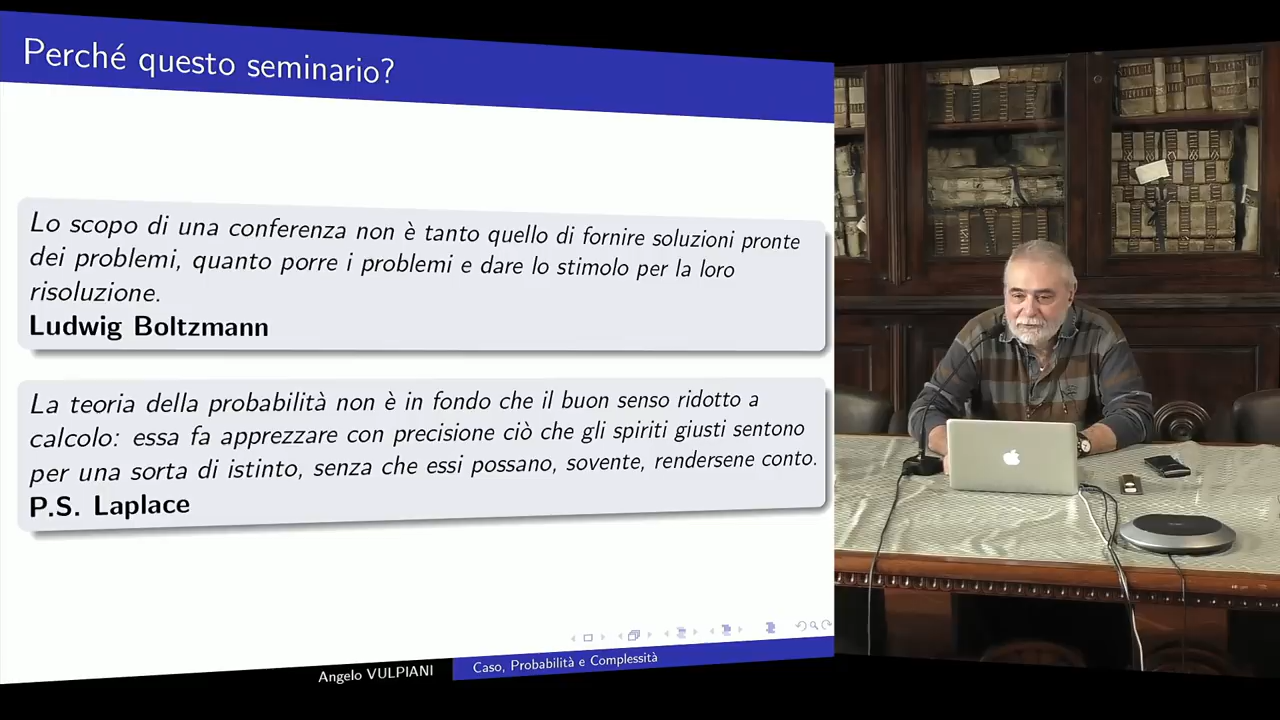 Perché questo seminario?
Lo scopo di una conferenza non è tanto quello di fornire soluzioni pronte
dei problemi, quanto porre i problemi e dare lo stimolo per la loro
risoluzione.
Ludwig Boltzmann
La teoria della probabilità non è in fondo che il buon senso ridotto a
calcolo: essa fa apprezzare con precisione ciò che gli spiriti giusti sentono
per una sorta di istinto, senza che essi possano, sovente, rendersene conto.
P.S. Laplace
Angelo VULPIANI
Caso, Probabilità e Complessità